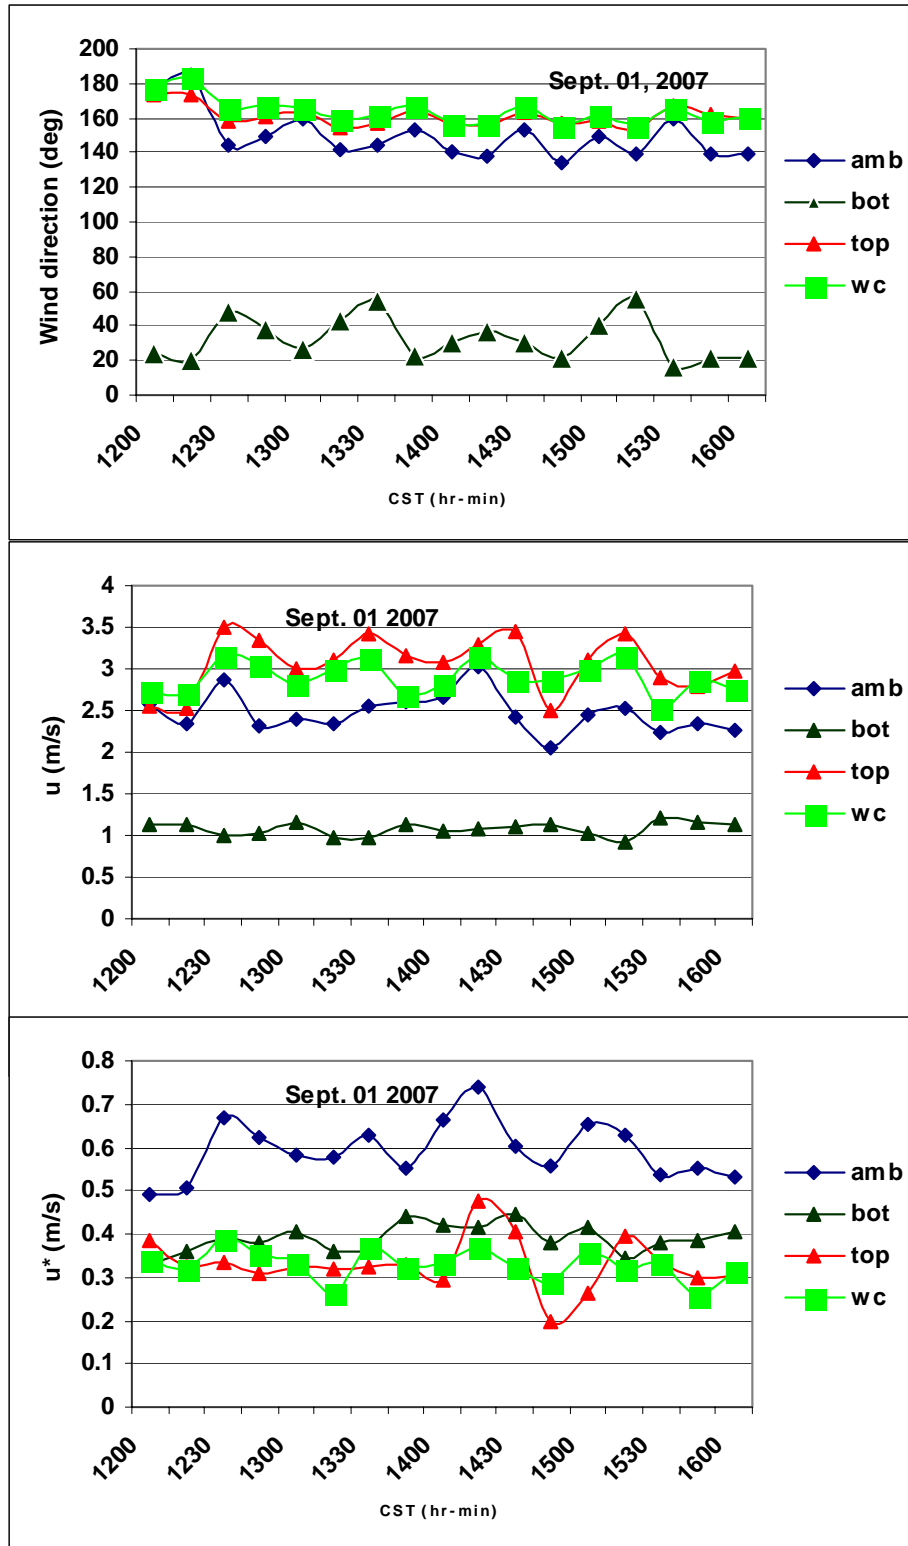 Sept. 01, 2007
Wind direction (deg)
200
180
160
140
120
100
80
60
40
20
0
1200 1230 1300 1330 1400 1430 1500 1530 1600
CST (hr-min)
amb
bot
top
wc
Sept. 01 2007
u (m/s)
4
3.5
3
2.5
2
1.5
1
0.5
0
1200 1230 1300 1330 1400 1430 1500 1530 1600
amb
bot
top
wc
Sept. 01 2007
u* (m/s)
0.8
0.7
0.6
0.5
0.4
0.3
0.2
0.1
0
1200 1230 1300 1330 1400 1430 1500 1530 1600
CST (hr-min)
amb
bot
top
wc